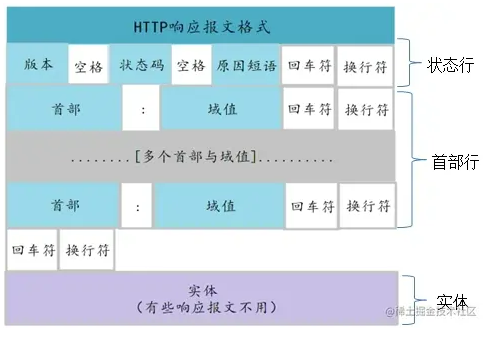 HTTP响应报文格式
版本 空格 状态码 空格 原因短语 回车符 换行符 状态行
首部 : 域值 回车符 换行符
........[多个首部与域值].......... 首部行
首部 : 域值 回车符 换行符
回车符 换行符
实体
(有些响应报文不用) 实体
@稀土掘金技术社区